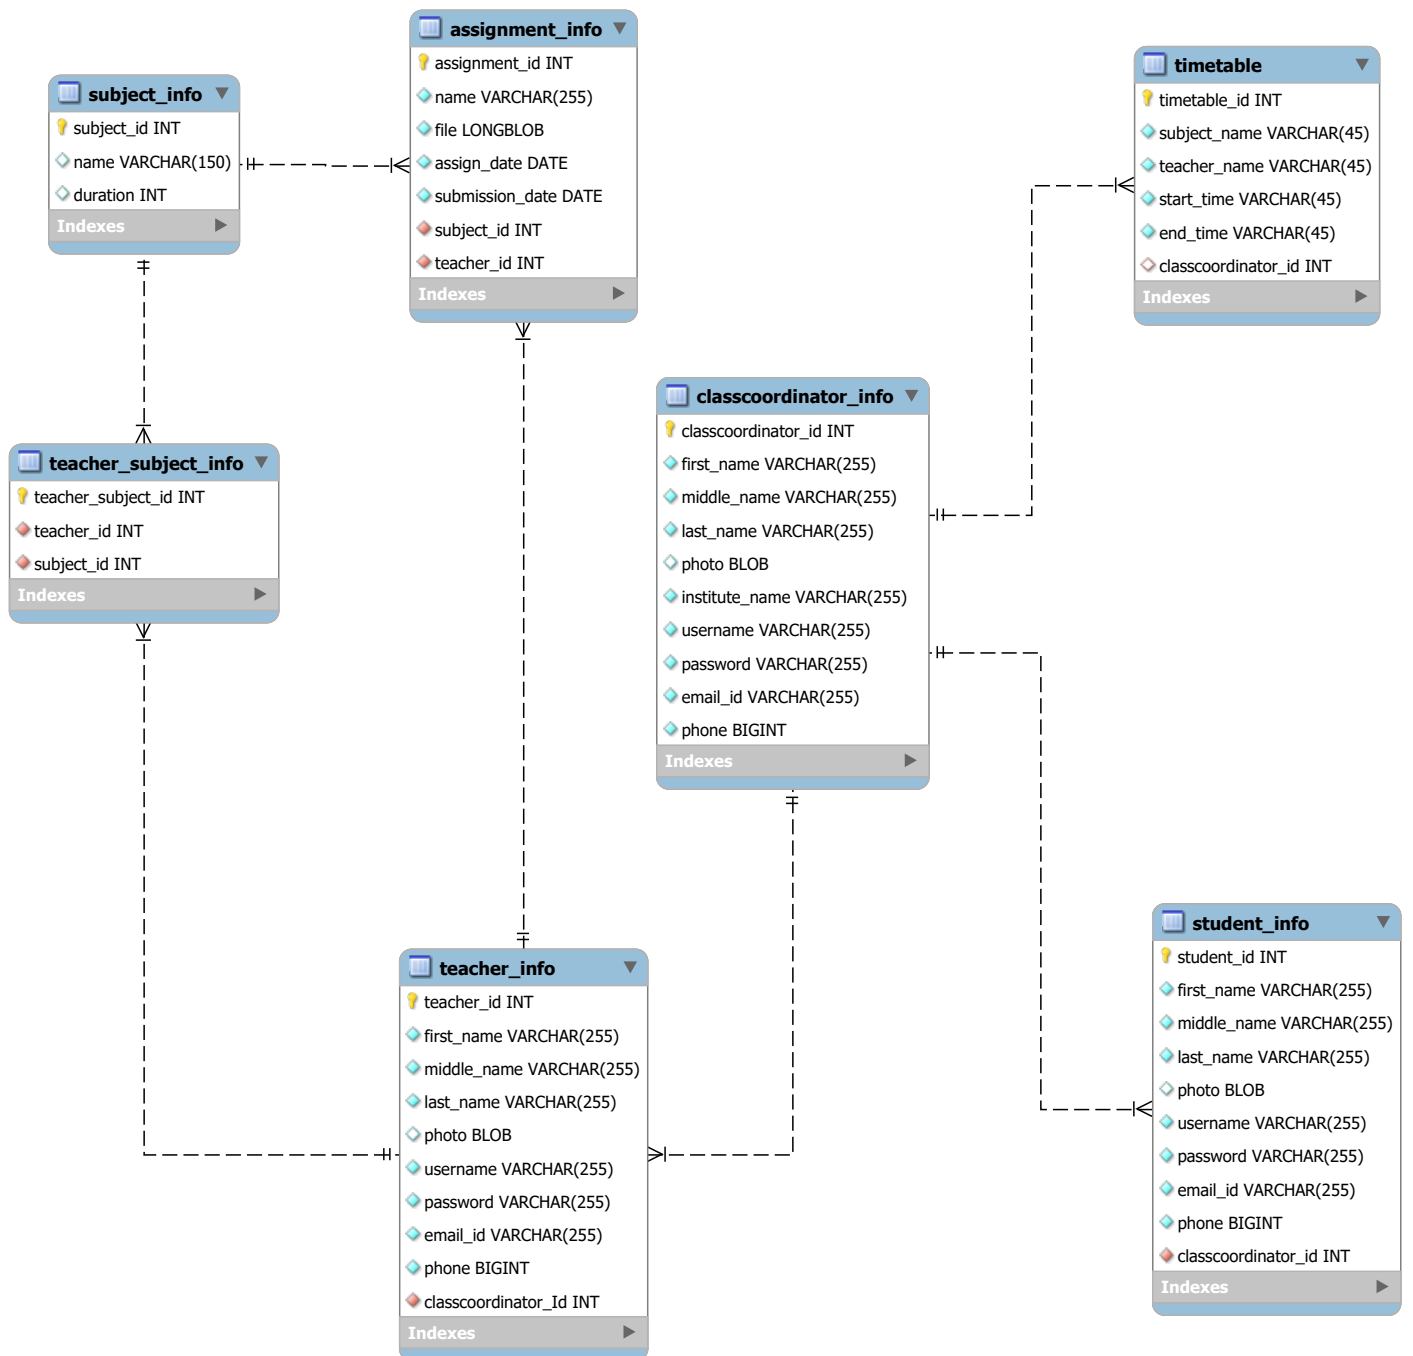 assignment_info
assignment_id INT
name VARCHAR(255)
file LONGBLOB
assign_date DATE
submission_date DATE
subject_id INT
teacher_id INT
Indexes
subject_info
subject_id INT
name VARCHAR(150)
duration INT
Indexes
timetable
timetable_id INT
subject_name VARCHAR(45)
teacher_name VARCHAR(45)
start_time VARCHAR(45)
end_time VARCHAR(45)
classcoordinator_id INT
Indexes
classcoordinator_info
classcoordinator_id INT
first_name VARCHAR(255)
middle_name VARCHAR(255)
last_name VARCHAR(255)
photo BLOB
institute_name VARCHAR(255)
username VARCHAR(255)
password VARCHAR(255)
email_id VARCHAR(255)
phone BIGINT
Indexes
teacher_subject_info
teacher_subject_id INT
teacher_id INT
subject_id INT
Indexes
teacher_info
teacher_id INT
first_name VARCHAR(255)
middle_name VARCHAR(255)
last_name VARCHAR(255)
photo BLOB
username VARCHAR(255)
password VARCHAR(255)
email_id VARCHAR(255)
phone BIGINT
classcoordinator_Id INT
Indexes
student_info
student_id INT
first_name VARCHAR(255)
middle_name VARCHAR(255)
last_name VARCHAR(255)
photo BLOB
username VARCHAR(255)
password VARCHAR(255)
email_id VARCHAR(255)
phone BIGINT
classcoordinator_id INT
Indexes